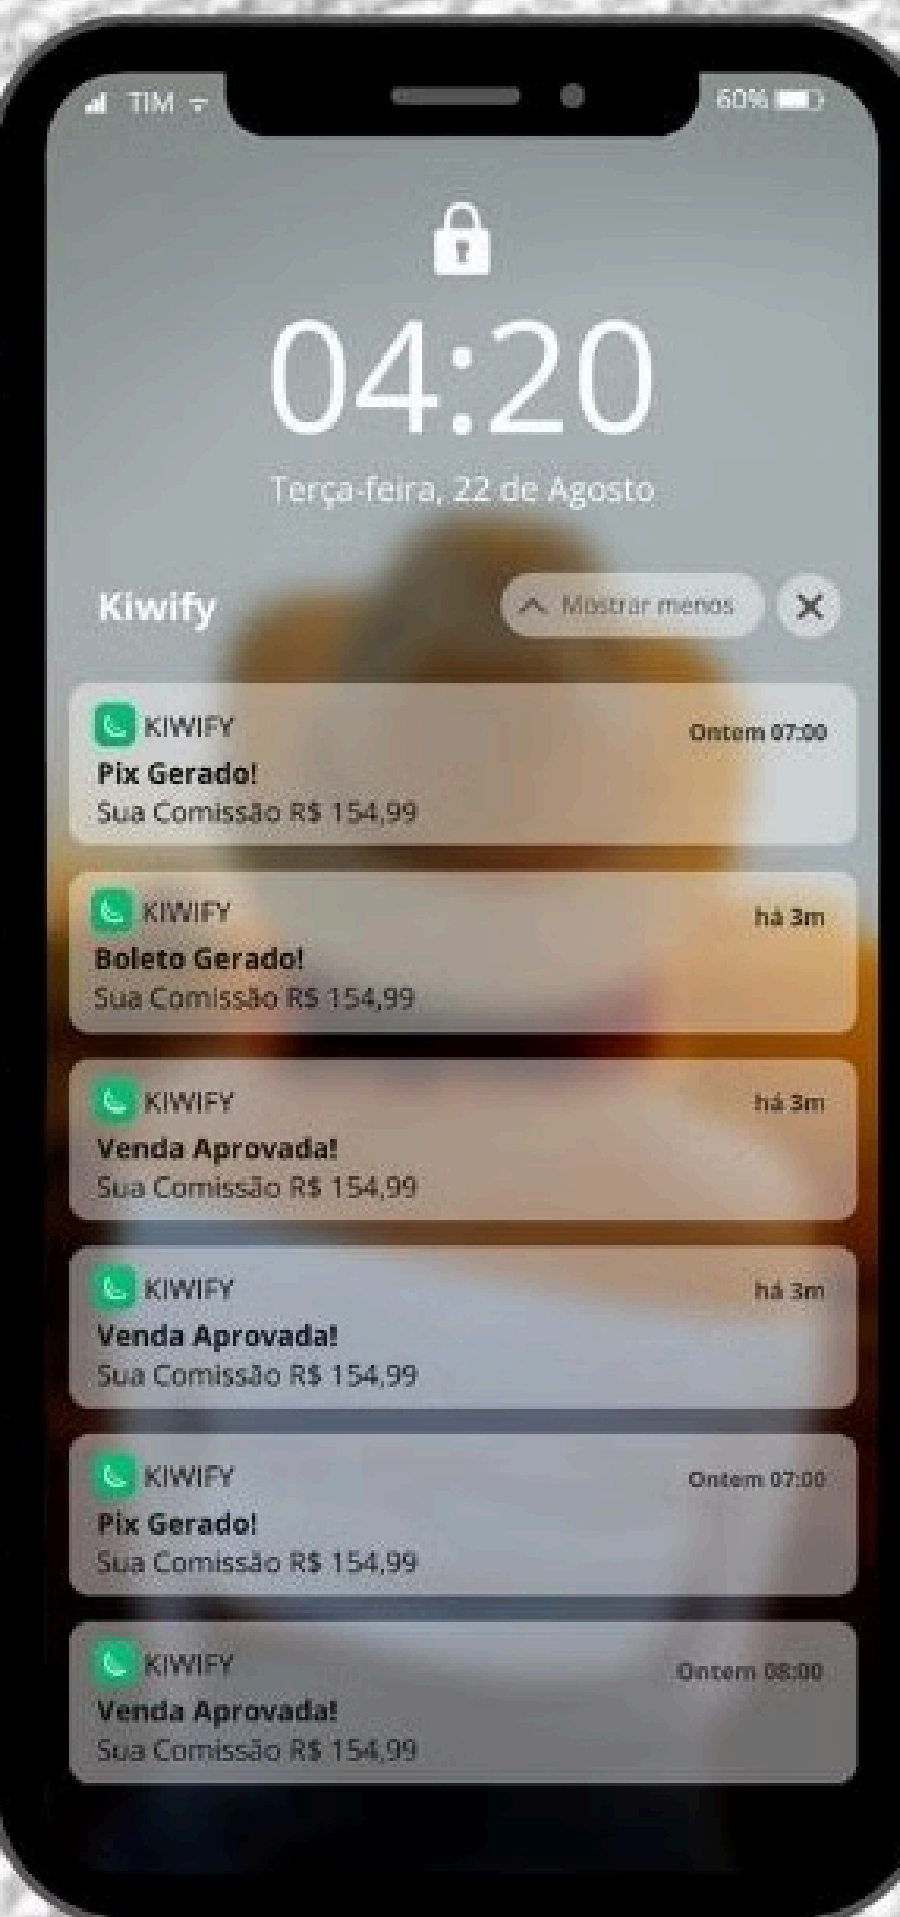 TIM
60%
04:20
Terça-feira, 22 de Agosto
Kiwify
Mostrar menos
KIWIFY
Ontem 07:00
Pix Gerado!
Sua Comissão R$ 154,99
KIWIFY
há 3m
Boleto Gerado!
Sua Comissão R$ 154,99
KIWIFY
há 3m
Venda Aprovada!
Sua Comissão R$ 154,99
KIWIFY
há 3m
Venda Aprovada!
Sua Comissão R$ 154,99
KIWIFY
Ontem 07:00
Pix Gerado!
Sua Comissão R$ 154,99
KIWIFY
Ontem 08:00
Venda Aprovada!
Sua Comissão R$ 154,99